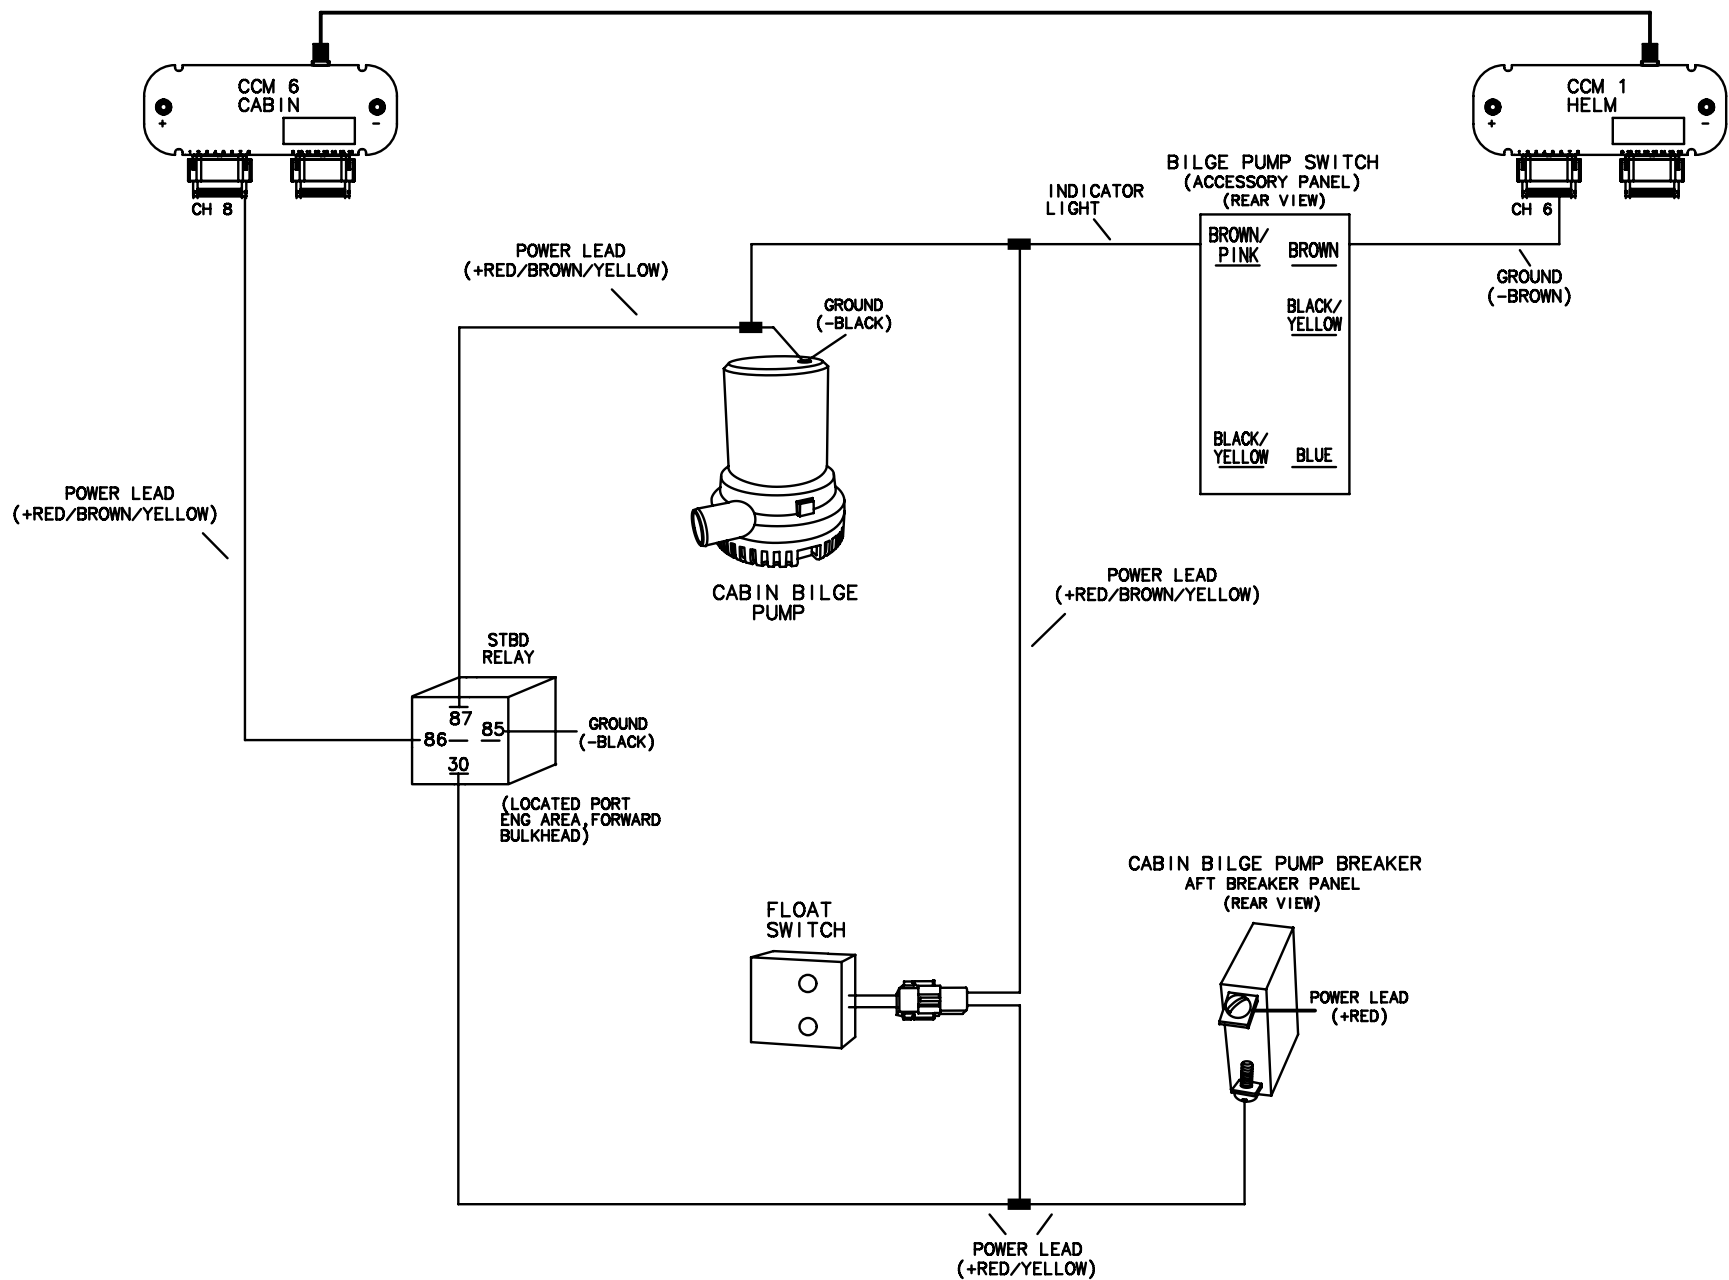 CCM 6
CABIN
+
-
CH 8
CCM 1
HELM
+
-
CH 6
BILGE PUMP SWITCH
(ACCESSORY PANEL)
(REAR VIEW)
INDICATOR
LIGHT
BROWN/
PINK
BROWN
BLACK/
YELLOW
BLACK/
YELLOW
BLUE
GROUND
(-BROWN)
POWER LEAD
(+RED/BROWN/YELLOW)
GROUND
(-BLACK)
CABIN BILGE
PUMP
POWER LEAD
(+RED/BROWN/YELLOW)
POWER LEAD
(+RED/BROWN/YELLOW)
STBD
RELAY
87
86
85
30
GROUND
(-BLACK)
(LOCATED PORT
ENG AREA,FORWARD
BULKHEAD)
FLOAT
SWITCH
CABIN BILGE PUMP BREAKER
AFT BREAKER PANEL
(REAR VIEW)
POWER LEAD
(+RED)
POWER LEAD
(+RED/YELLOW)